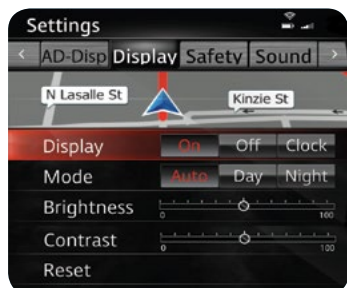 Settings
< AD-Disp Display Safety Sound >
N Lasalle St
Kinzie St
Display On Off Clock
Mode Auto Day Night
Brightness 0 100
Contrast 0 100
Reset